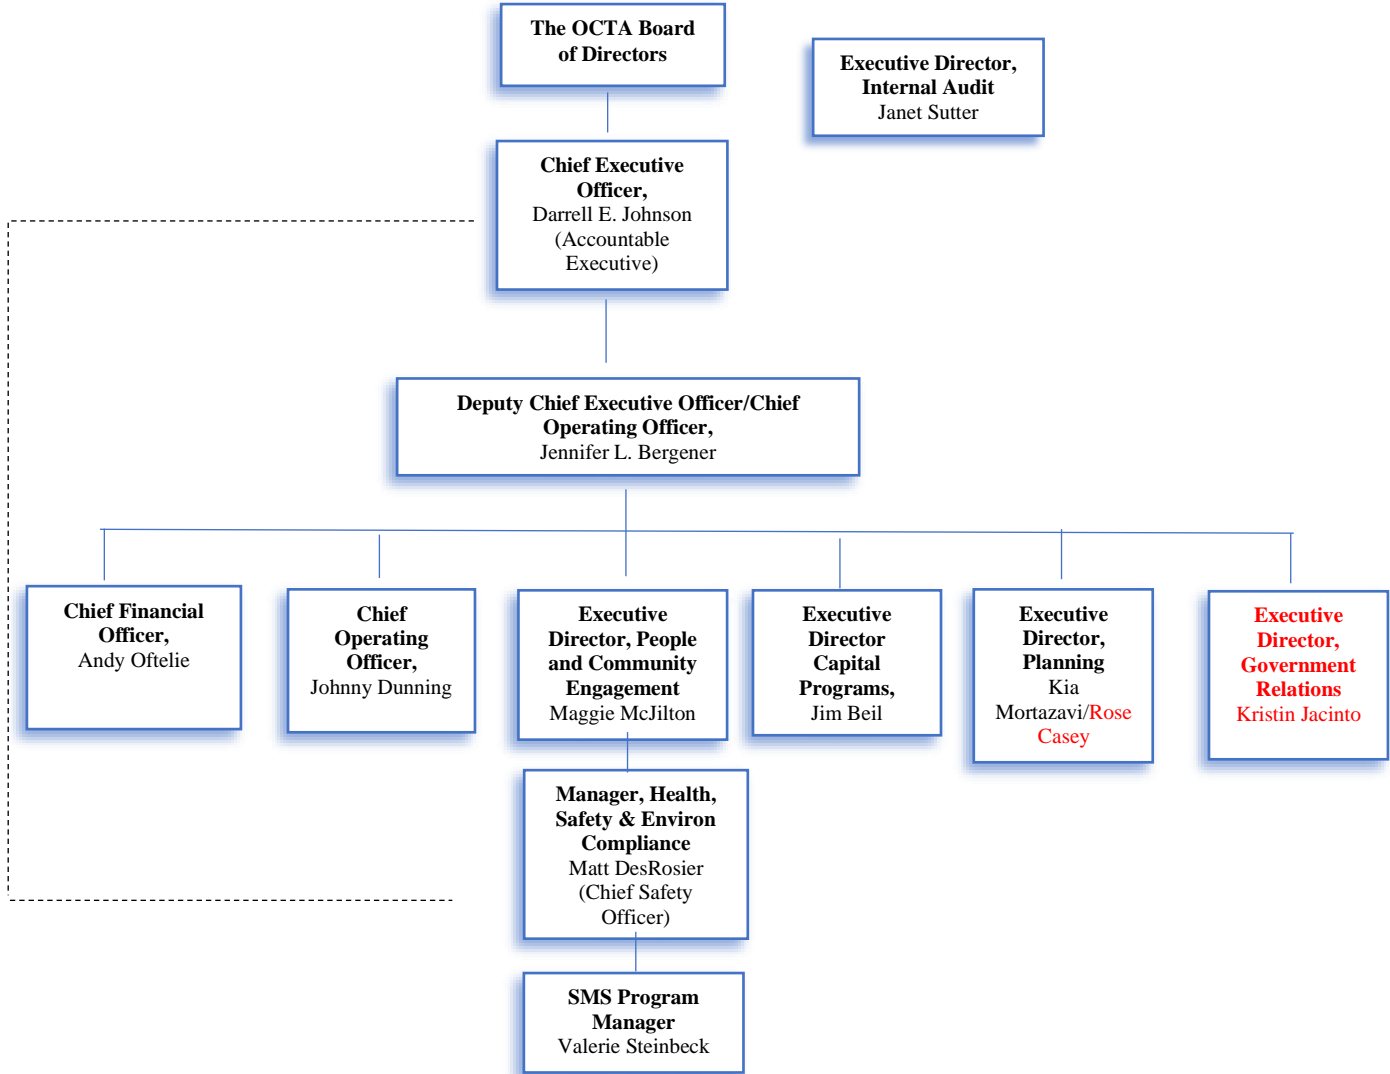 The OCTA Board
of Directors
Executive Director,
Internal Audit
Janet Sutter
Chief Executive
Officer,
Darrell E. Johnson
(Accountable
Executive)
Deputy Chief Executive Officer/Chief
Operating Officer,
Jennifer L. Bergener
Chief Financial
Officer,
Andy Oftelie
Chief
Operating
Officer,
Johnny Dunning
Executive
Director, People
and Community
Engagement
Maggie McJilton
Executive
Director
Capital
Programs,
Jim Beil
Executive
Director,
Planning
Kia
Mortazavi/Rose
Casey
Executive
Director,
Government
Relations
Kristin Jacinto
Manager, Health,
Safety & Environ
Compliance
Matt DesRosier
(Chief Safety
Officer)
SMS Program
Manager
Valerie Steinbeck